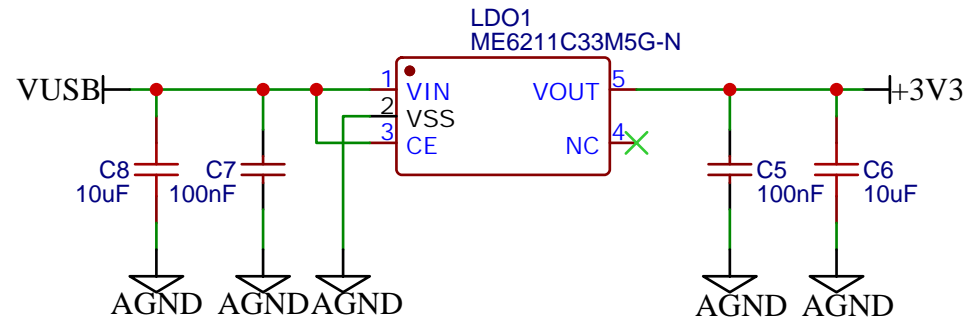 LDO1
ME6211C33M5G-N
VUSB
1
VIN
2
VSS
3
CE
VOUT
5
NC
4
+3V3
C8
10uF
C7
100nF
C5
100nF
C6
10uF
AGND
AGND
AGND
AGND
AGND